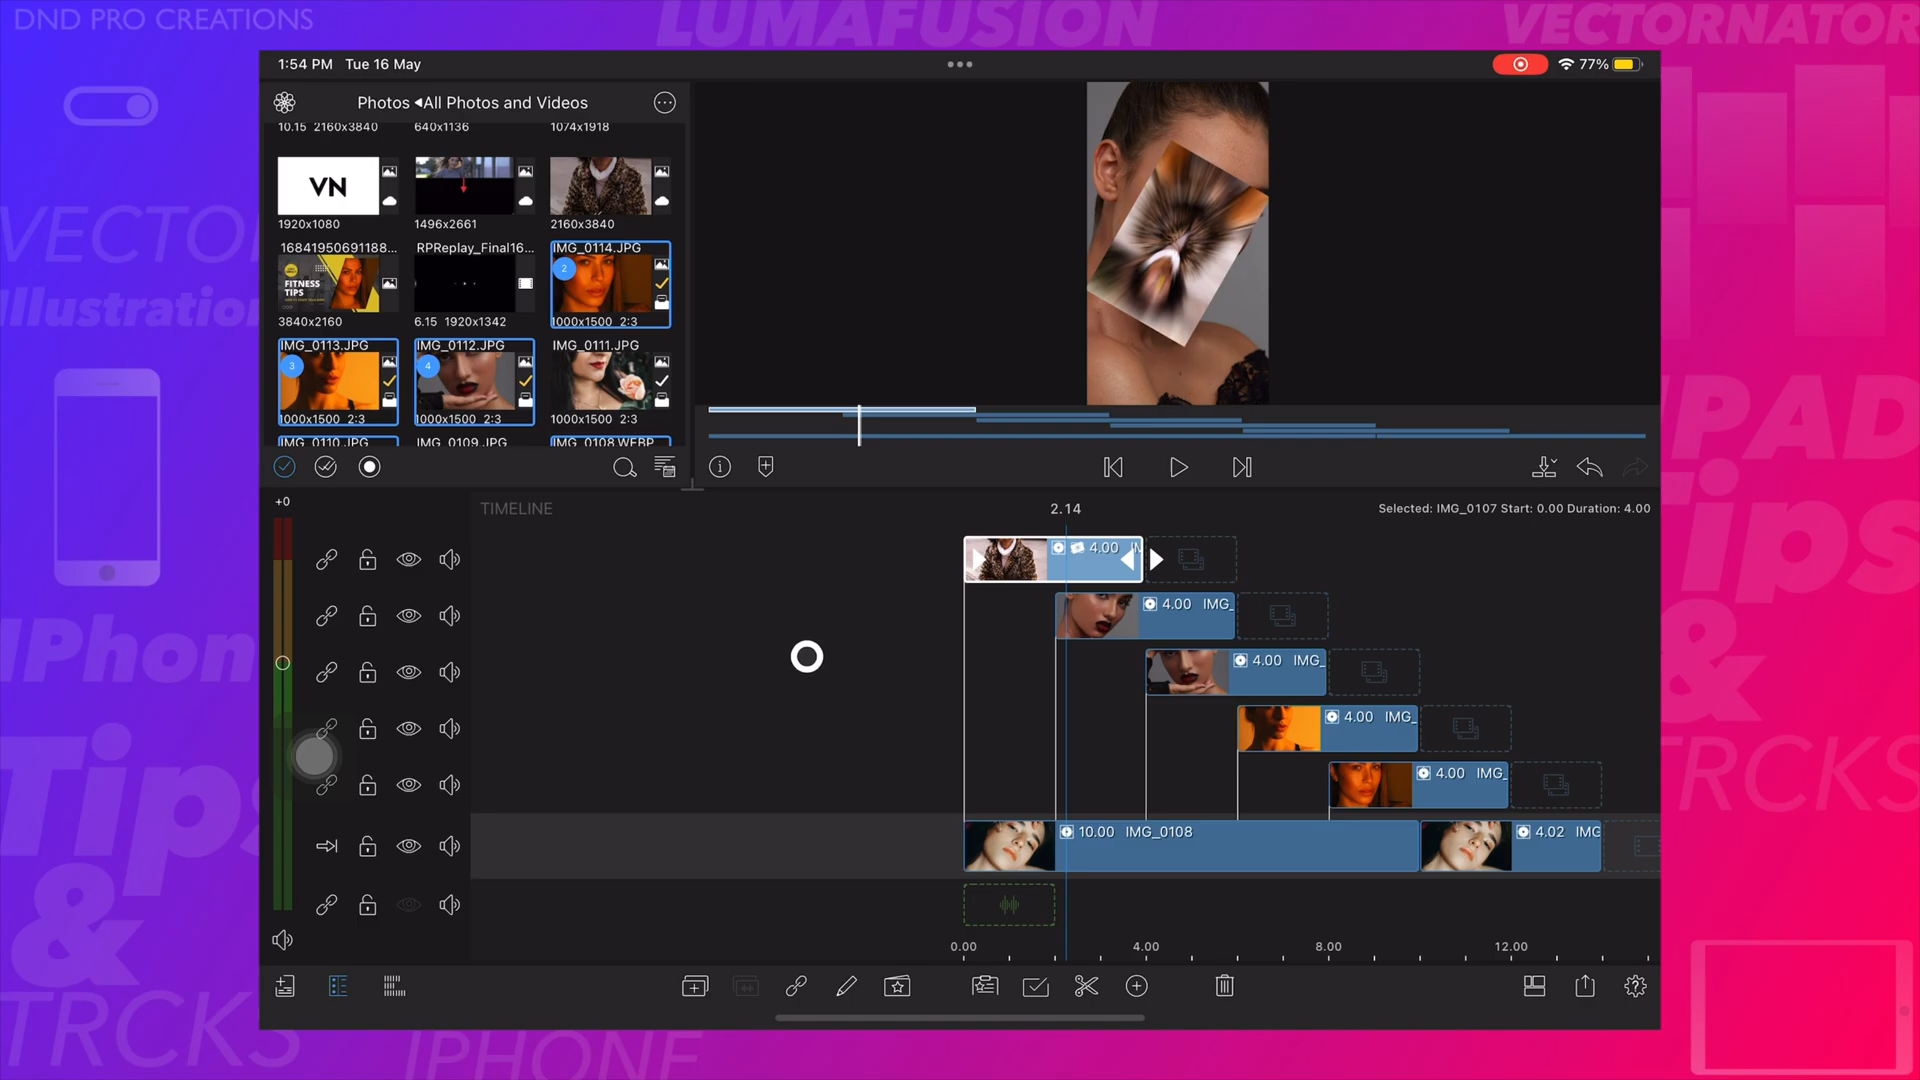 DND PRO CREATIONS
LUMAFUSION
VECTORNATOR
1:54 PM Tue 16 May
77%
Photos All Photos and Videos
10.15 2160x3840
640x1136
1074x1918
VN
1920x1080
1496x2661
2160x3840
16841950691188...
RPReplay_Final16...
IMG_0114.JPG
2
FITNESS
TIPS
3840x2160
6.15 1920x1342
1000x1500 2:3
IMG_0113.JPG
IMG_0112.JPG
IMG_0111.JPG
3
4
1000x1500 2:3
1000x1500 2:3
1000x1500 2:3
IMG_0110.JPG
IMG_0109.JPG
IMG_0108.WEBP
+0
TIMELINE
2.14
Selected: IMG_0107 Start: 0.00 Duration: 4.00
4.00
4.00 IMG_
4.00 IMG_
4.00 IMG_
4.00 IMG_
10.00 IMG_0108
4.02 IMG
0.00
4.00
8.00
12.00
VECTO
Illustration
IPhon
Tips
&
TRCKS
IPHONE
IPAD
Tips
&
TRCKS